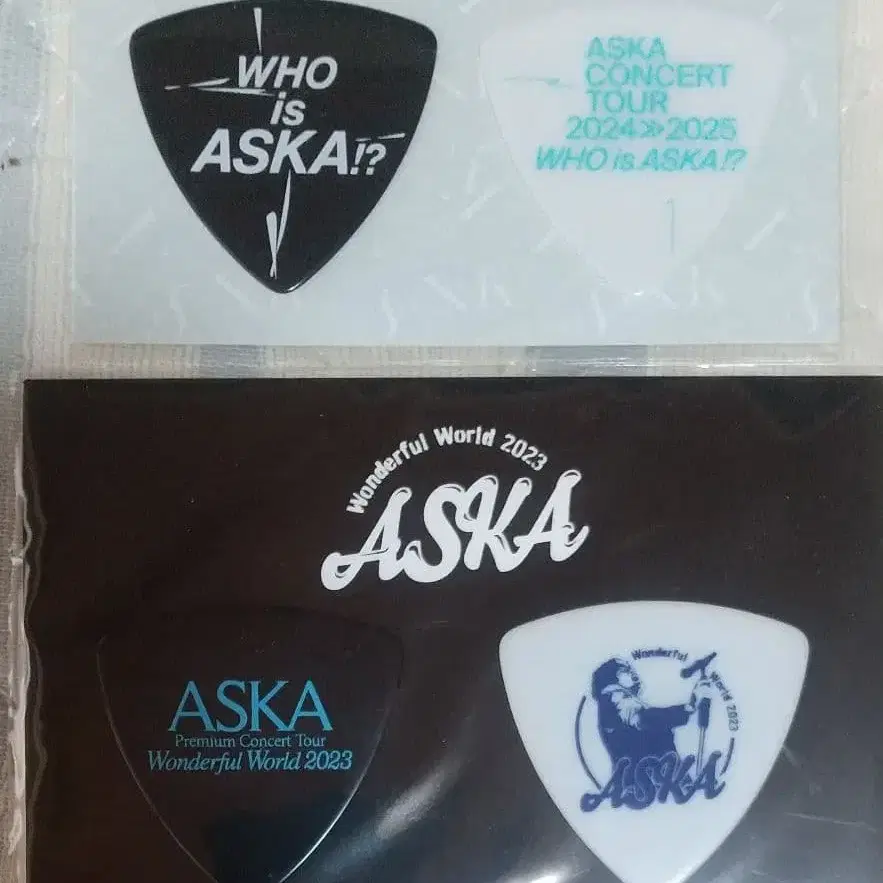 WHO
is
ASKA!?
ASKA
CONCERT
TOUR
2024>>2025
WHO is ASKA!?
Wonderful World 2023
ASKA
ASKA
Premium Concert Tour
Wonderful World 2023
Wonderful World 2023
ASKA